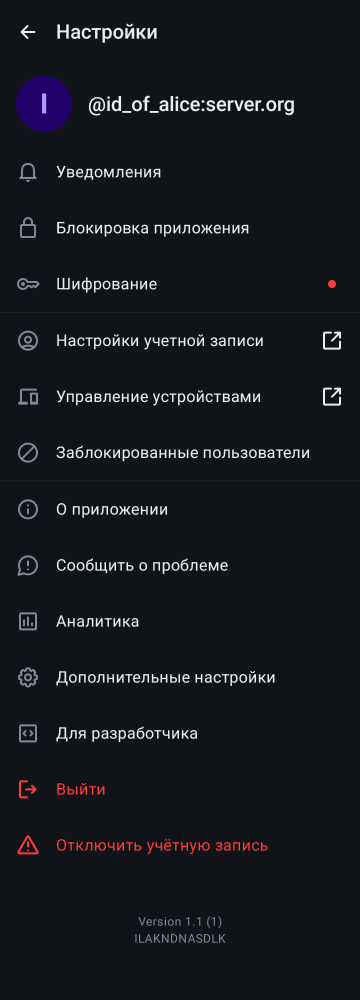 Настройки
I
@id_of_alice:server.org
Уведомления
Блокировка приложения
Шифрование
Настройки учетной записи
Управление устройствами
Заблокированные пользователи
О приложении
Сообщить о проблеме
Аналитика
Дополнительные настройки
Для разработчика
Выйти
Отключить учётную запись
Version 1.1 (1)
ILAKNDNASDLK